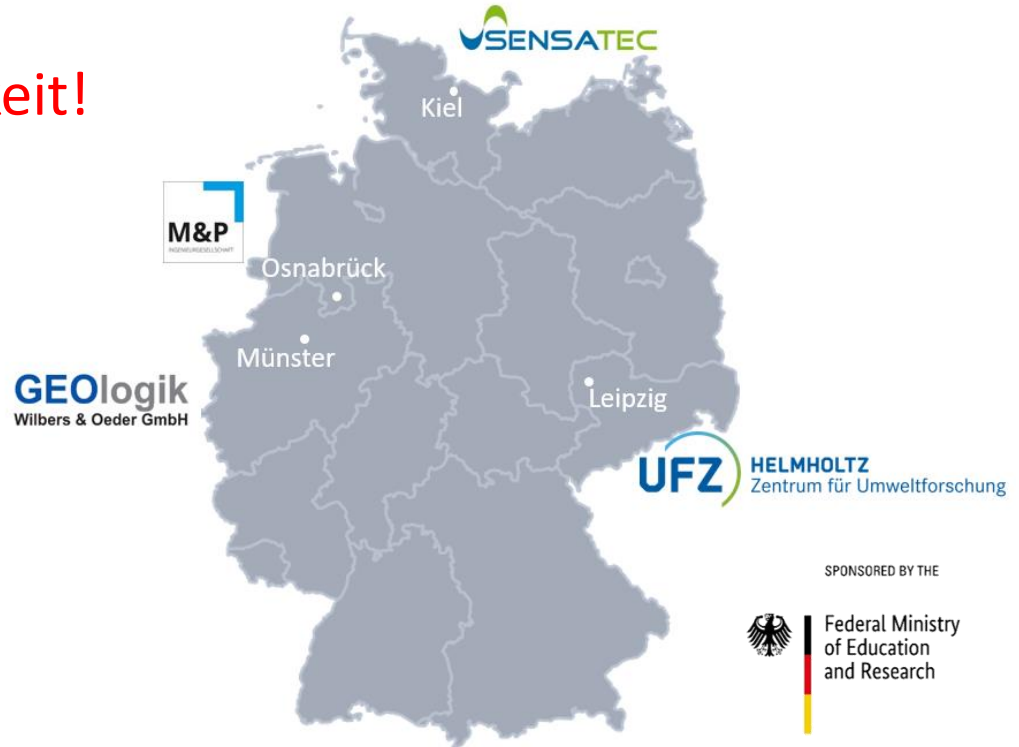 SENSATEC
eit!
Kiel
M&P
INGENIEURGESELLSCHAFT
Osnabrück
Münster
GEOlogik
Wilbers & Oeder GmbH
Leipzig
UFZ
HELMHOLTZ
Zentrum für Umweltforschung
SPONSORED BY THE
Federal Ministry
of Education
and Research